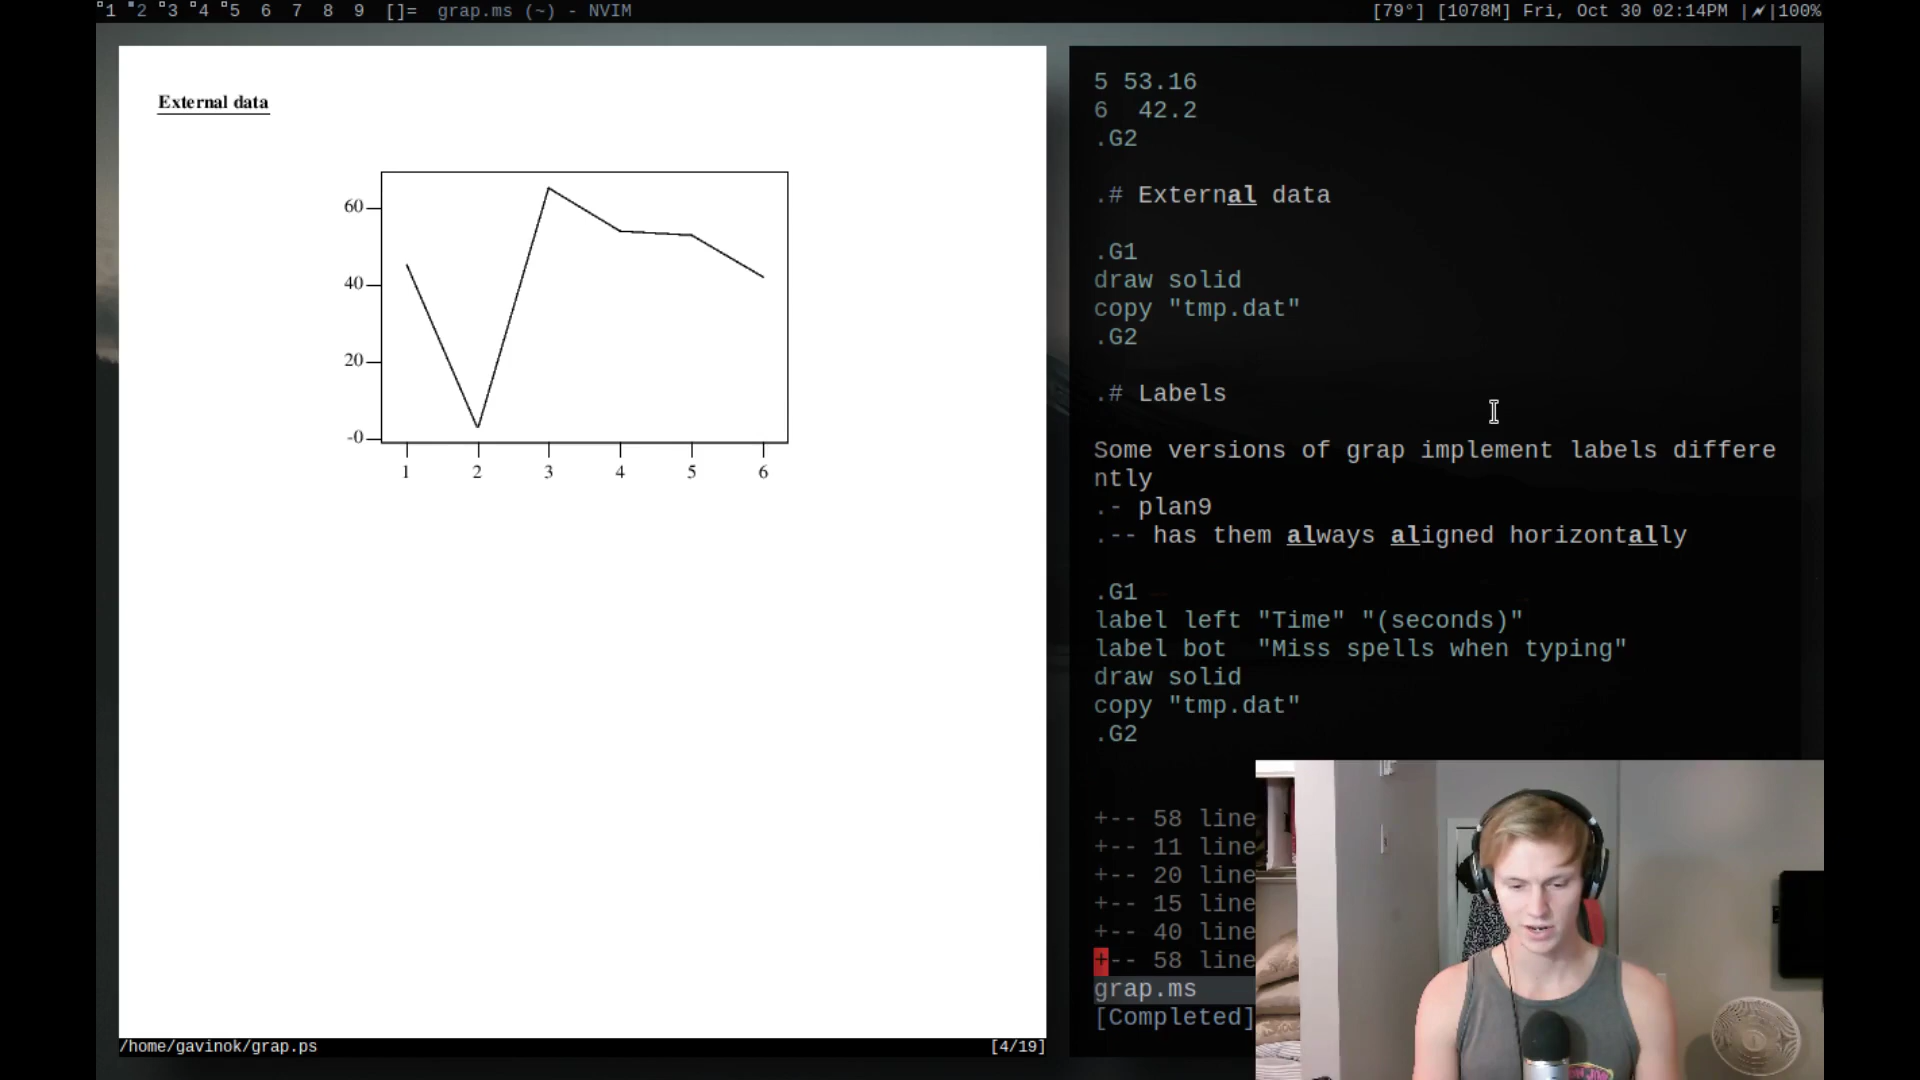 1 2 3 4 5 6 7 8 9 []= grap.ms (~) - NVIM
[79°] [1078M] Fri, Oct 30 02:14PM |⚡|100%
External data
60
40
20
-0
1 2 3 4 5 6
/home/gavinok/grap.ps [4/19]
5 53.16
6  42.2
.G2
.# External data
.G1
draw solid
copy "tmp.dat"
.G2
.# Labels
Some versions of grap implement labels differe
ntly
.- plan9
.-- has them always aligned horizontally
.G1
label left "Time" "(seconds)"
label bot  "Miss spells when typing"
draw solid
copy "tmp.dat"
.G2
+-- 58 line
+-- 11 line
+-- 20 line
+-- 15 line
+-- 40 line
+-- 58 line
grap.ms
[Completed]